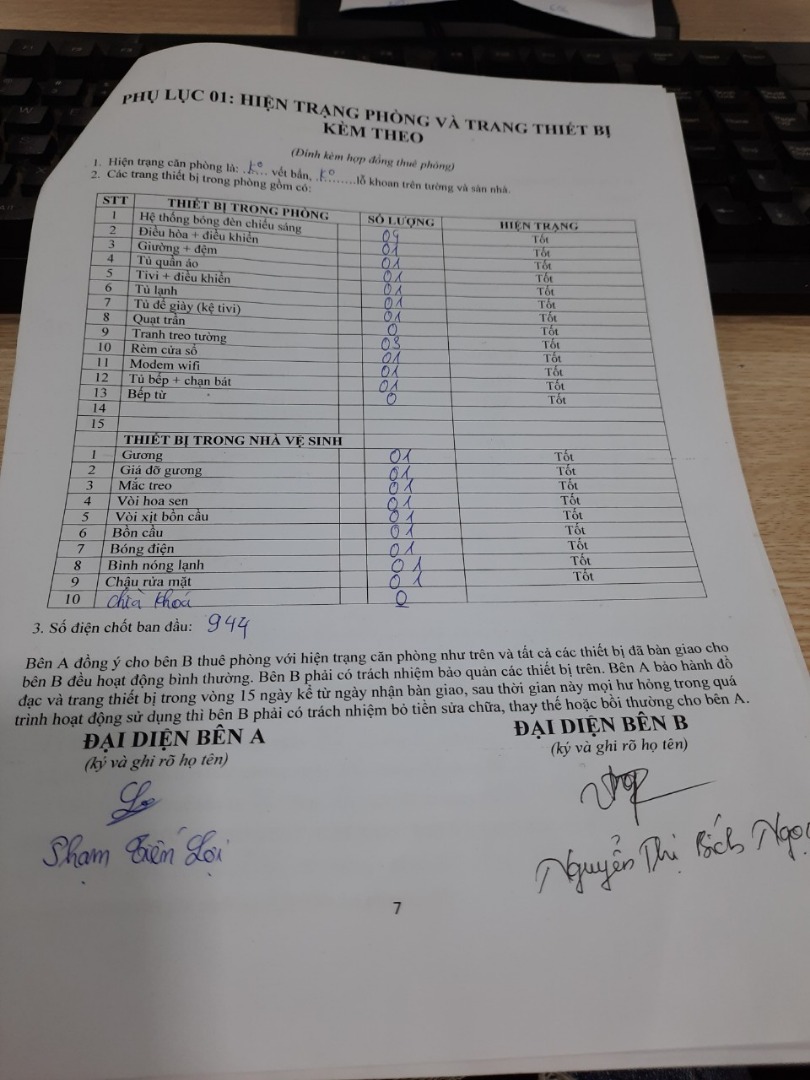 PHỤ LỤC 01: HIỆN TRẠNG PHÒNG VÀ TRANG THIẾT BỊ
KÈM THEO
(Đính kèm hợp đồng thuê phòng)
1. Hiện trạng căn phòng là: ..ko... vết bẩn, .ko.......lỗ khoan trên tường và sàn nhà.
2. Các trang thiết bị trong phòng gồm có:
STT THIẾT BỊ TRONG PHÒNG SỐ LƯỢNG HIỆN TRẠNG
1 Hệ thống bóng đèn chiếu sáng Tốt
2 Điều hòa + điều khiển 01 Tốt
3 Giường + đệm 01 Tốt
4 Tủ quần áo 01 Tốt
5 Tivi + điều khiển 01 Tốt
6 Tủ lạnh 01 Tốt
7 Tủ để giày (kệ tivi) 01 Tốt
8 Quạt trần 0 Tốt
9 Tranh treo tường 03 Tốt
10 Rèm cửa sổ 01 Tốt
11 Modem wifi 01 Tốt
12 Tủ bếp + chạn bát 01 Tốt
13 Bếp từ 0 Tốt
14
15
THIẾT BỊ TRONG NHÀ VỆ SINH
1 Gương 01 Tốt
2 Giá đỡ gương 01 Tốt
3 Mắc treo 01 Tốt
4 Vòi hoa sen 01 Tốt
5 Vòi xịt bồn cầu 01 Tốt
6 Bồn cầu 01 Tốt
7 Bóng điện 01 Tốt
8 Bình nóng lạnh 01 Tốt
9 Chậu rửa mặt 01 Tốt
10 chìa khoá 0
3. Số điện chốt ban đầu: 944
Bên A đồng ý cho bên B thuê phòng với hiện trạng căn phòng như trên và tất cả các thiết bị đã bàn giao cho
bên B đều hoạt động bình thường. Bên B phải có trách nhiệm bảo quản các thiết bị trên. Bên A bảo hành đồ
đạc và trang thiết bị trong vòng 15 ngày kể từ ngày nhận bàn giao, sau thời gian này mọi hư hỏng trong quá
trình hoạt động sử dụng thì bên B phải có trách nhiệm bỏ tiền sửa chữa, thay thế hoặc bồi thường cho bên A.
ĐẠI DIỆN BÊN A ĐẠI DIỆN BÊN B
(ký và ghi rõ họ tên) (ký và ghi rõ họ tên)
Phạm Tiến Lợi Nguyễn Thị Bích Ngọc
7